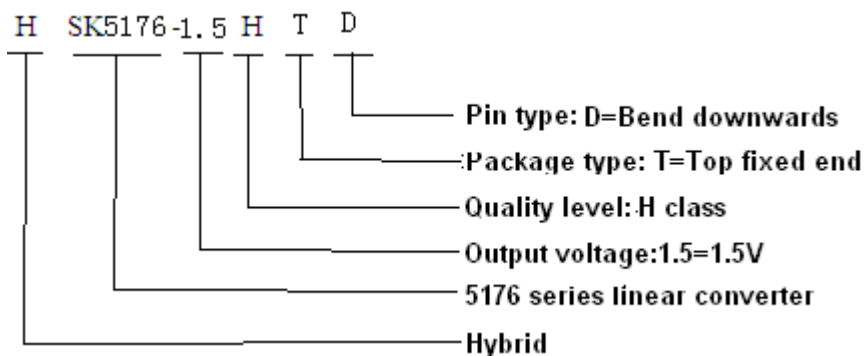 H SK5176-1.5 H T D
Pin type: D=Bend downwards
Package type: T=Top fixed end
Quality level: H class
Output voltage:1.5=1.5V
5176 series linear converter
Hybrid